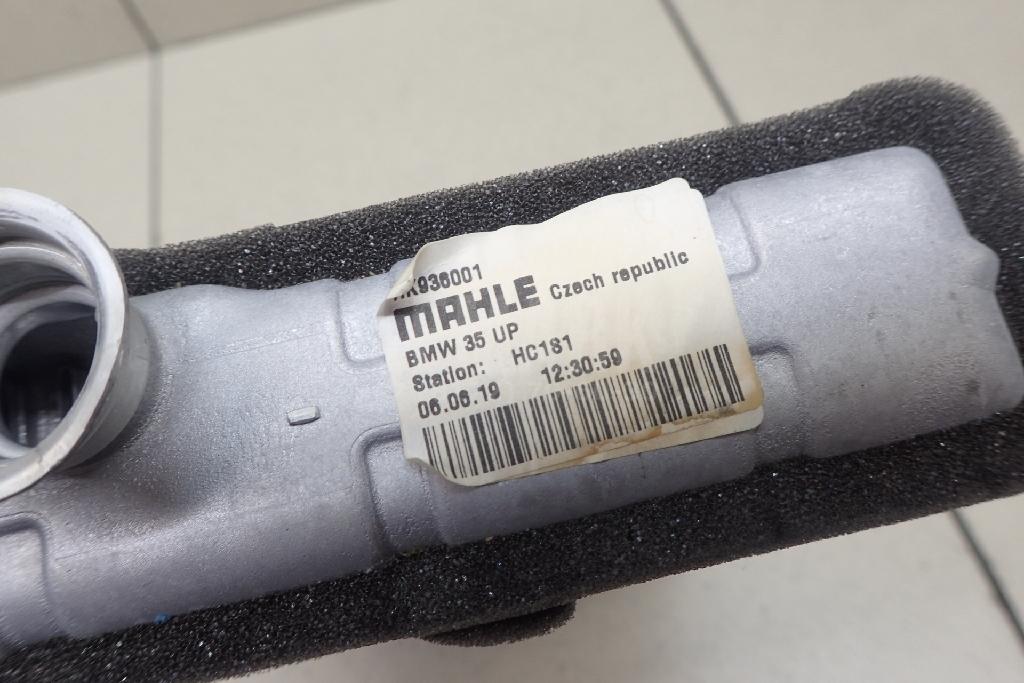 MAHLE Czech republic
BMW 35 UP
Station: HC181
06.06.19 12:30:59